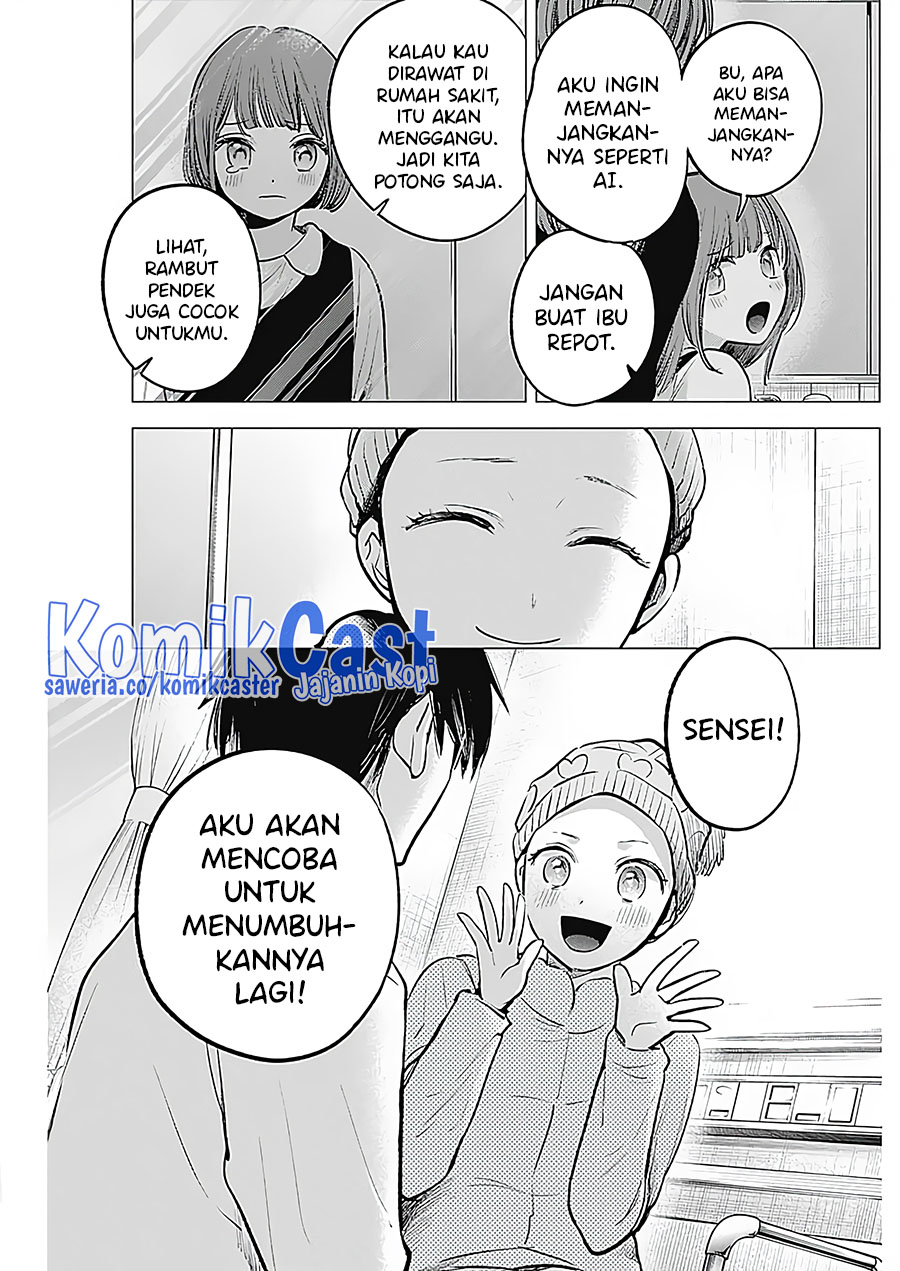 BU, APA
AKU BISA
MEMAN-
JANGKAN-
NYA?
AKU INGIN
MEMAN-
JANGKAN-
NYA SEPERTI
AI.
JANGAN
BUAT IBU
REPOT.
KALAU KAU
DIRAWAT DI
RUMAH SAKIT,
ITU AKAN
MENGGANGU.
JADI KITA
POTONG SAJA.
LIHAT,
RAMBUT
PENDEK
JUGA COCOK
UNTUKMU.
KomikCast
saweria.co/komikcaster Jajanin Kopi
SENSEI!
AKU AKAN
MENCOBA
UNTUK
MENUMBUH-
KANNYA
LAGI!